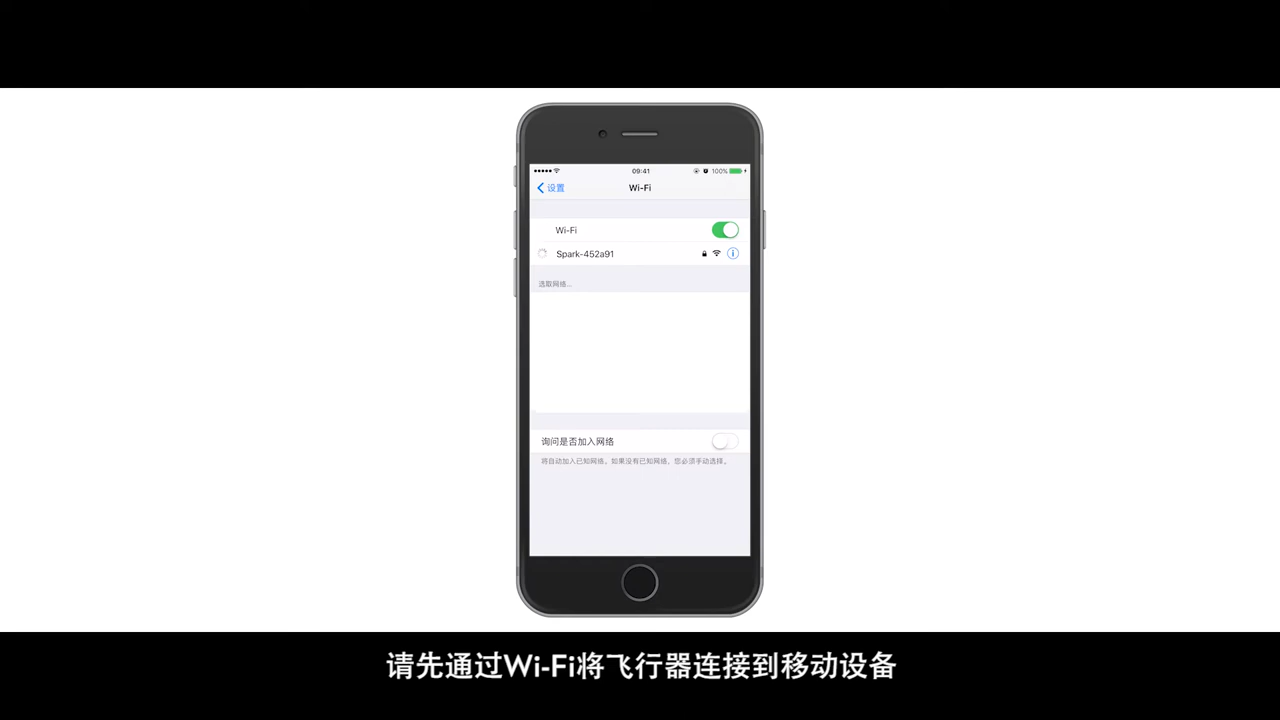 09:41
100%
设置
Wi-Fi
Wi-Fi
Spark-452a91
选取网络...
询问是否加入网络
将自动加入已知网络。如果没有已知网络，您必须手动选择。
请先通过Wi-Fi将飞行器连接到移动设备